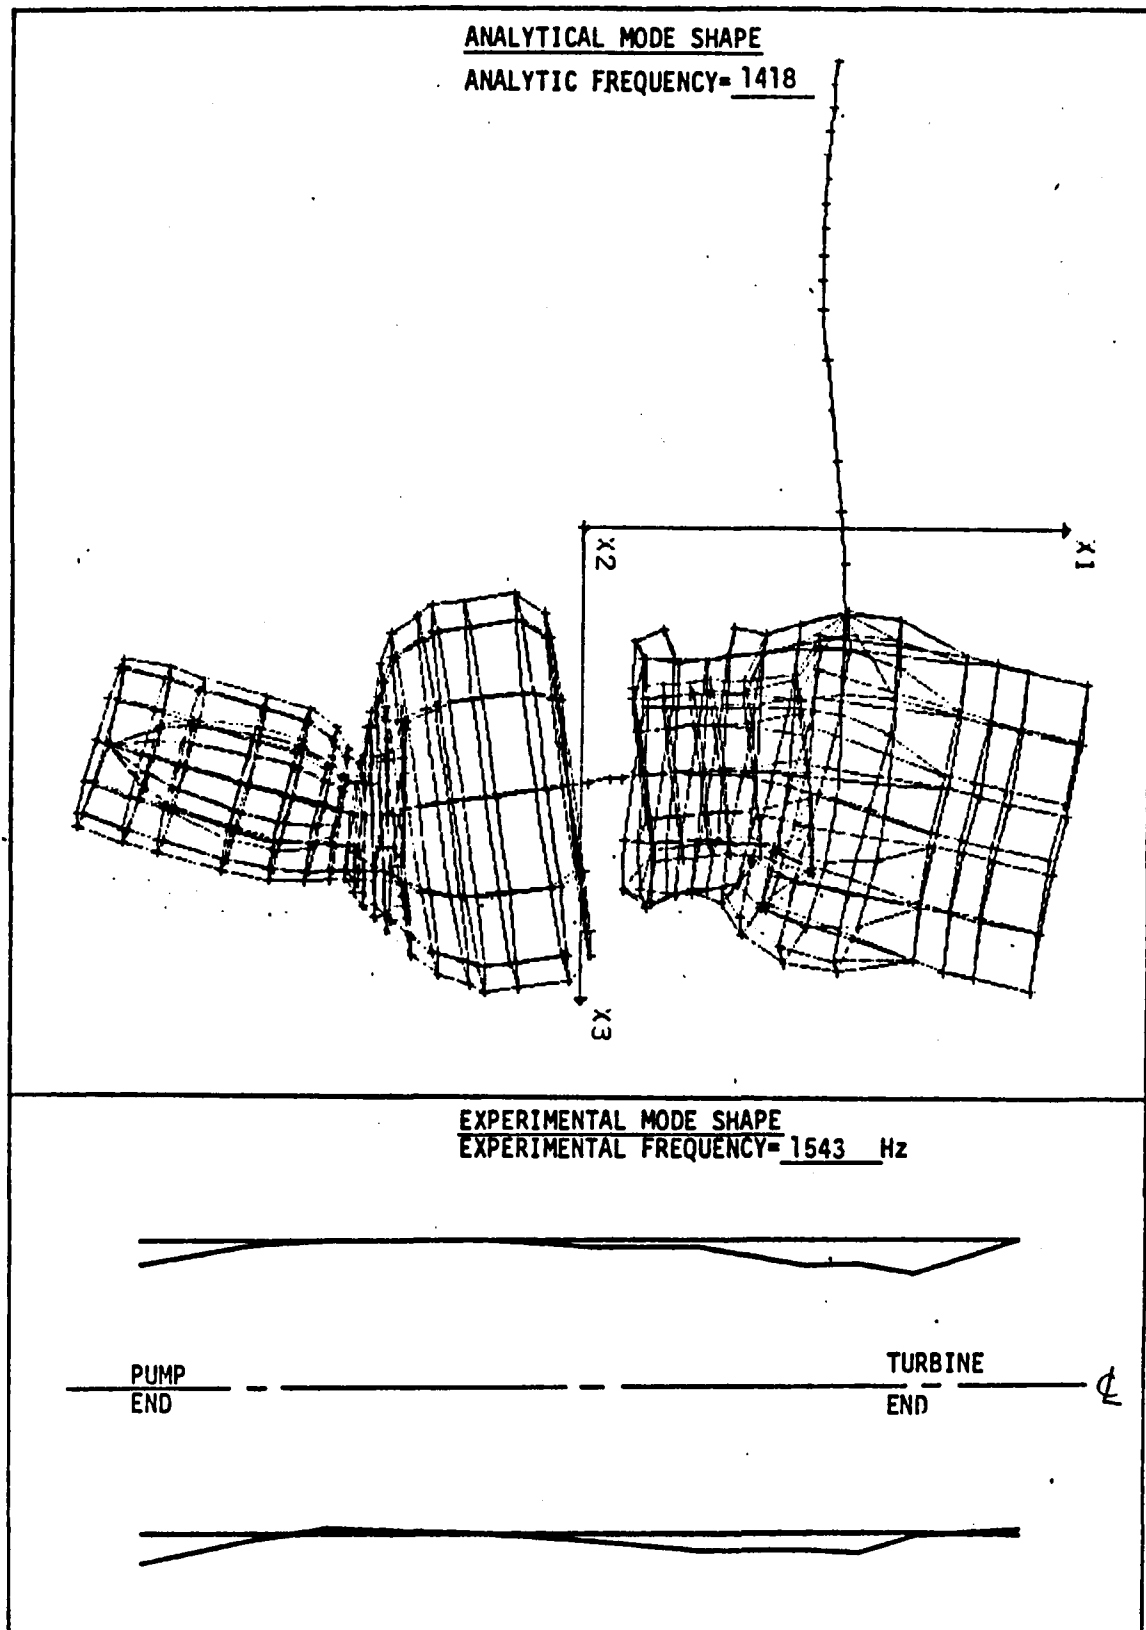 ANALYTICAL MODE SHAPE
ANALYTIC FREQUENCY= 1418
X2
X1
X3
EXPERIMENTAL MODE SHAPE
EXPERIMENTAL FREQUENCY= 1543 Hz
PUMP
END
TURBINE
END
℄